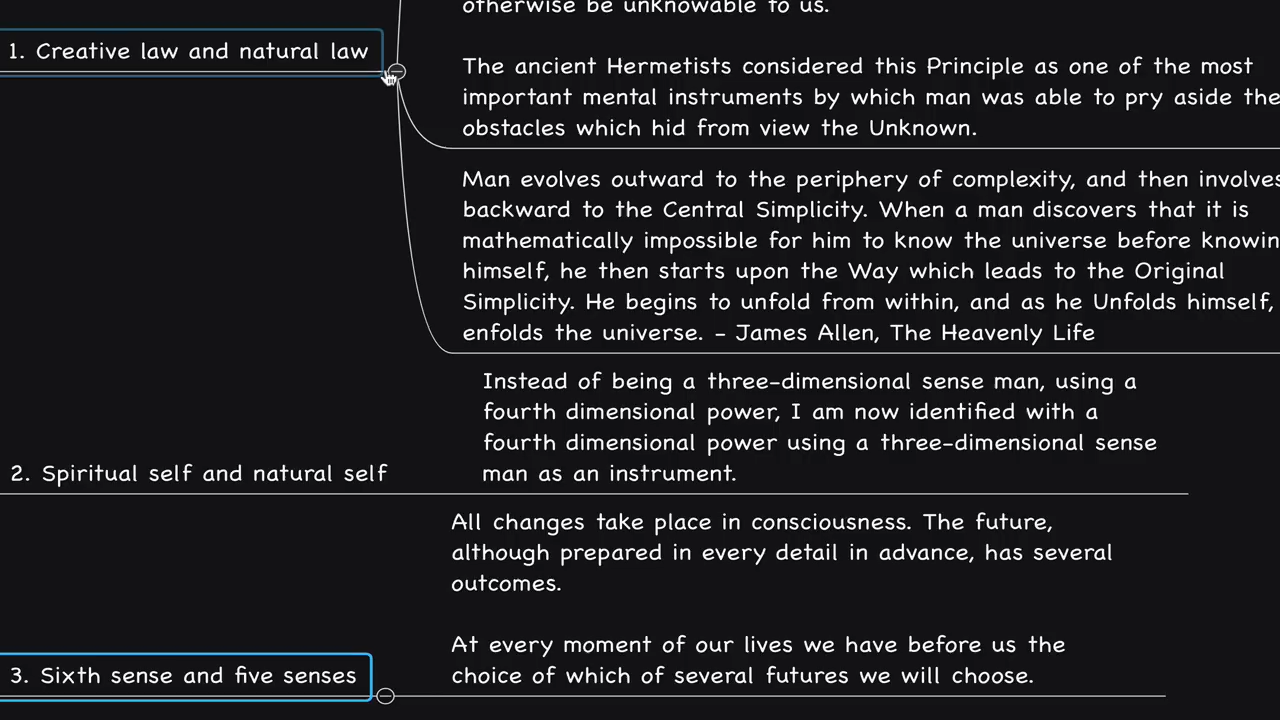 otherwise be unknowable to us.
1. Creative law and natural law
The ancient Hermetists considered this Principle as one of the most
important mental instruments by which man was able to pry aside the
obstacles which hid from view the Unknown.
Man evolves outward to the periphery of complexity, and then involves
backward to the Central Simplicity. When a man discovers that it is
mathematically impossible for him to know the universe before knowin
himself, he then starts upon the Way which leads to the Original
Simplicity. He begins to unfold from within, and as he Unfolds himself,
enfolds the universe. - James Allen, The Heavenly Life
Instead of being a three-dimensional sense man, using a
fourth dimensional power, I am now identified with a
fourth dimensional power using a three-dimensional sense
man as an instrument.
2. Spiritual self and natural self
All changes take place in consciousness. The future,
although prepared in every detail in advance, has several
outcomes.
At every moment of our lives we have before us the
choice of which of several futures we will choose.
3. Sixth sense and five senses